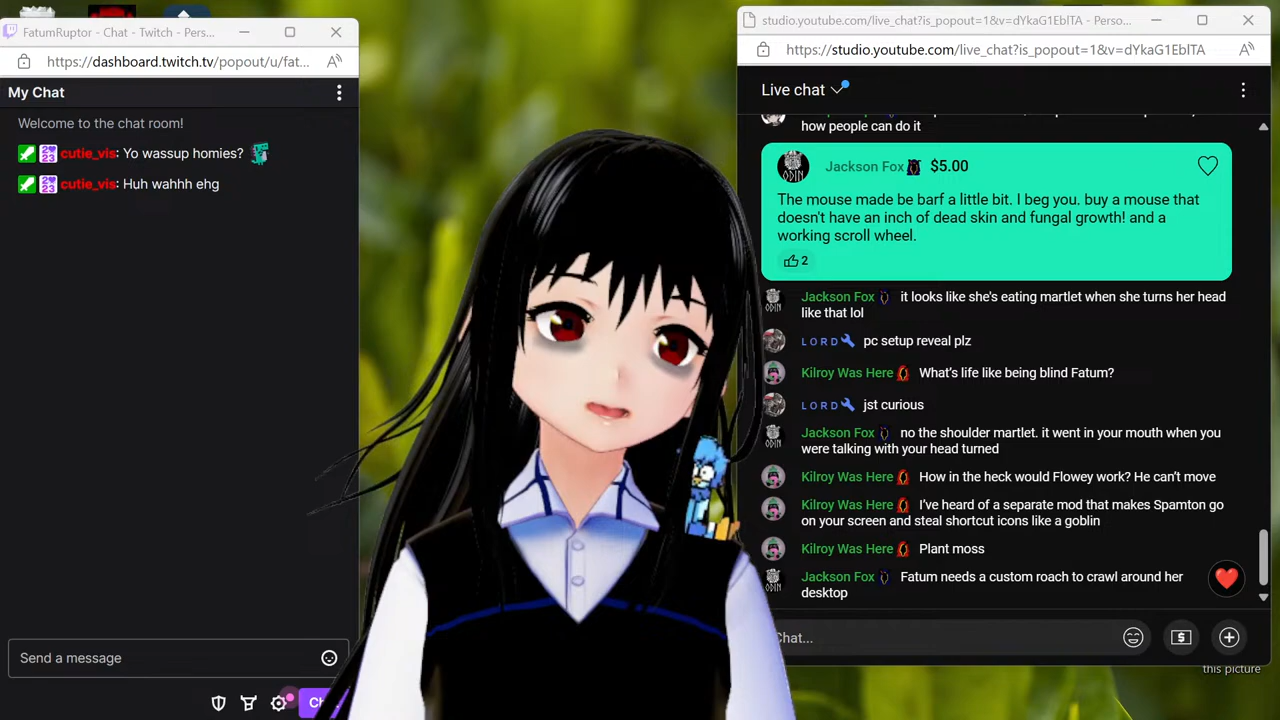 FatumRuptor - Chat - Twitch - Pers...
https://dashboard.twitch.tv/popout/u/fat...
My Chat
Welcome to the chat room!
cutie_vis: Yo wassup homies?
cutie_vis: Huh wahhh ehg
Send a message
studio.youtube.com/live_chat?is_popout=1&v=dYkaG1EblTA - Perso...
https://studio.youtube.com/live_chat?is_popout=1&v=dYkaG1EblTA
Live chat
how people can do it
Jackson Fox $5.00
The mouse made be barf a little bit. I beg you. buy a mouse that
doesn't have an inch of dead skin and fungal growth! and a
working scroll wheel.
2
Jackson Fox it looks like she's eating martlet when she turns her head
like that lol
L O R D pc setup reveal plz
Kilroy Was Here What's life like being blind Fatum?
L O R D jst curious
Jackson Fox no the shoulder martlet. it went in your mouth when you
were talking with your head turned
Kilroy Was Here How in the heck would Flowey work? He can't move
Kilroy Was Here I've heard of a separate mod that makes Spamton go
on your screen and steal shortcut icons like a goblin
Kilroy Was Here Plant moss
Jackson Fox Fatum needs a custom roach to crawl around her
desktop
Chat...
this picture